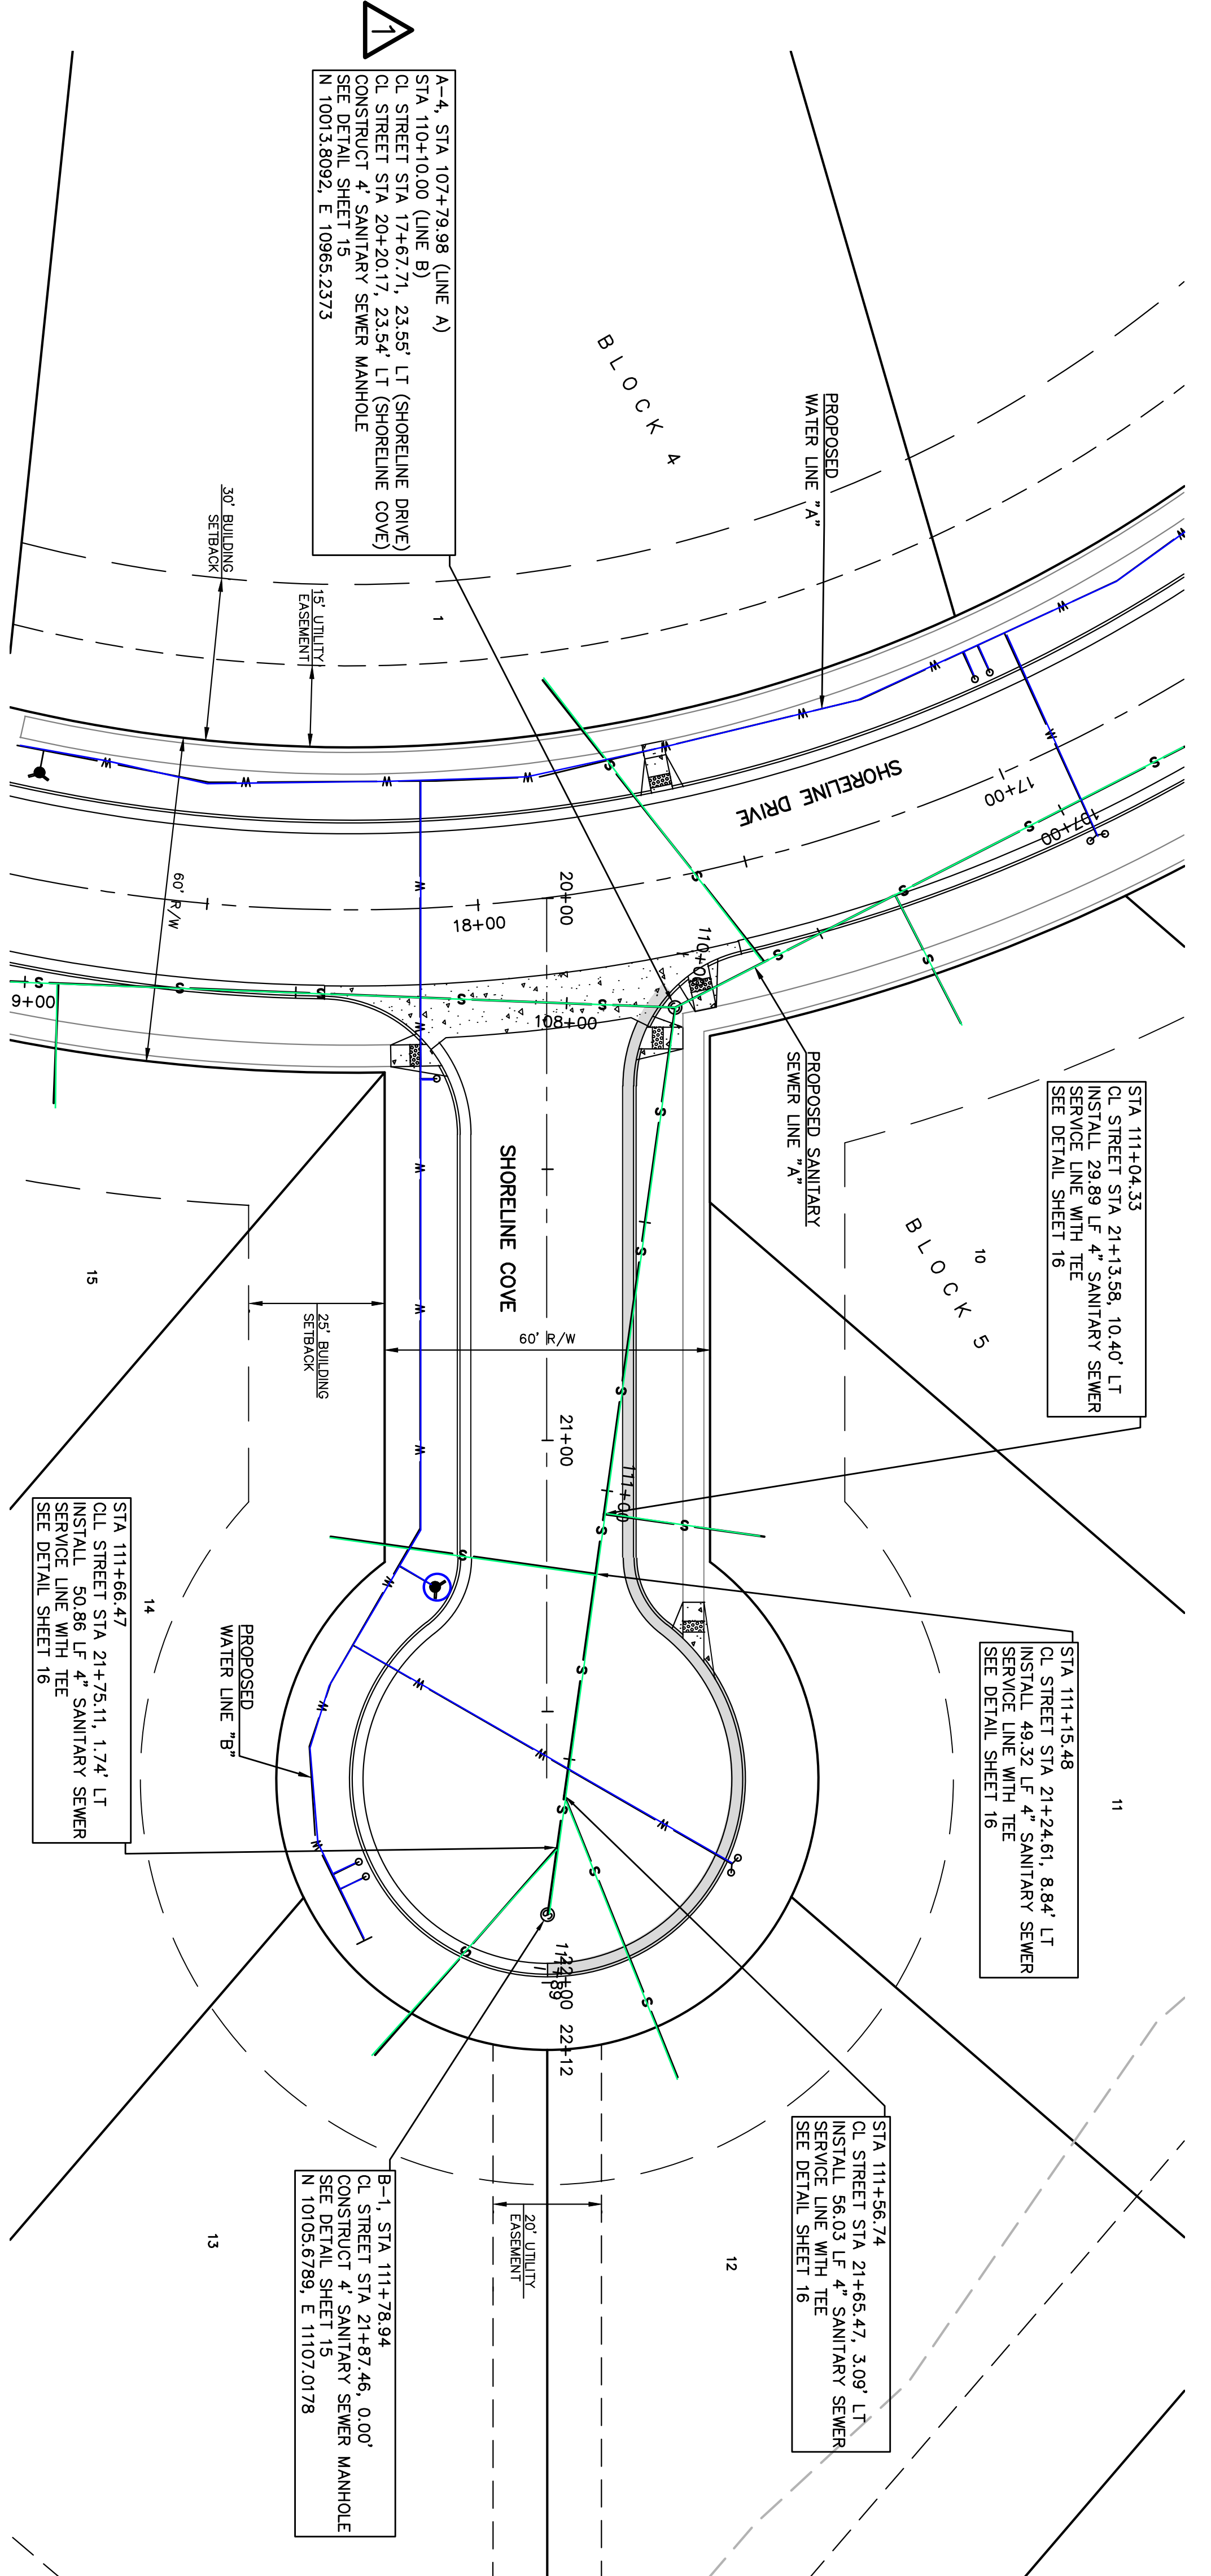 1
A-4, STA 107+79.98 (LINE A)
STA 110+10.00 (LINE B)
CL STREET STA 17+67.71, 23.55' LT (SHORELINE DRIVE)
CL STREET STA 20+20.17, 23.54' LT (SHORELINE COVE)
CONSTRUCT 4' SANITARY SEWER MANHOLE
SEE DETAIL SHEET 15
N 10013.8092, E 10965.2373
BLOCK 4
PROPOSED
WATER LINE "A"
30' BUILDING
SETBACK
15' UTILITY
EASEMENT
1
SHORELINE DRIVE
17+00
107+00
60' R/W
18+00
20+00
110+00
9+00
108+00
PROPOSED SANITARY
SEWER LINE "A"
STA 111+04.33
CL STREET STA 21+13.58, 10.40' LT
INSTALL 29.89 LF 4" SANITARY SEWER
SERVICE LINE WITH TEE
SEE DETAIL SHEET 16
BLOCK 5
10
SHORELINE COVE
15
25' BUILDING
SETBACK
60' R/W
21+00
111+00
STA 111+66.47
CLL STREET STA 21+75.11, 1.74' LT
INSTALL 50.86 LF 4" SANITARY SEWER
SERVICE LINE WITH TEE
SEE DETAIL SHEET 16
14
PROPOSED
WATER LINE "B"
STA 111+15.48
CL STREET STA 21+24.61, 8.84' LT
INSTALL 49.32 LF 4" SANITARY SEWER
SERVICE LINE WITH TEE
SEE DETAIL SHEET 16
11
22+00
22+12
STA 111+56.74
CL STREET STA 21+65.47, 3.09' LT
INSTALL 56.03 LF 4" SANITARY SEWER
SERVICE LINE WITH TEE
SEE DETAIL SHEET 16
12
20' UTILITY
EASEMENT
13
B-1, STA 111+78.94
CL STREET STA 21+87.46, 0.00'
CONSTRUCT 4' SANITARY SEWER MANHOLE
SEE DETAIL SHEET 15
N 10105.6789, E 11107.0178